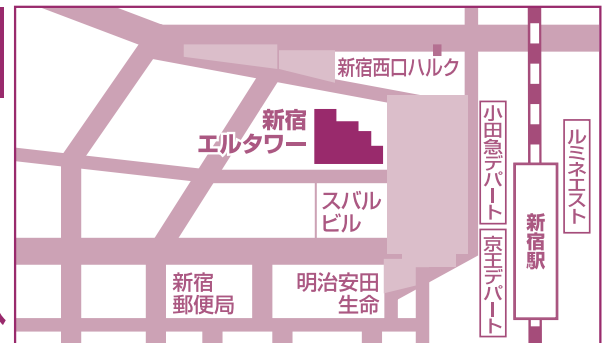 新宿西口ハルク
新宿
エルタワー
小田急デパート
ルミネエスト
スバル
ビル
新宿駅
京王デパート
新宿
郵便局
明治安田
生命